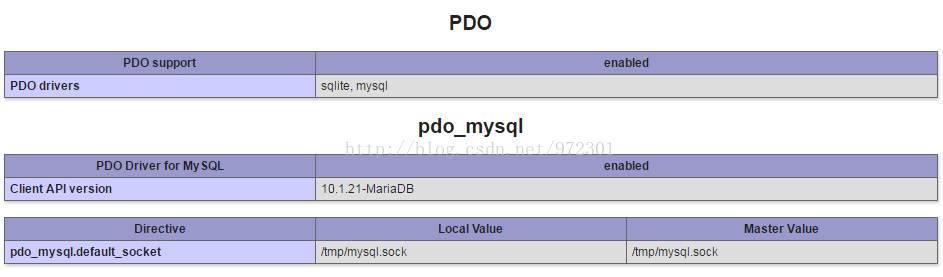 PDO
PDO support enabled
PDO drivers sqlite, mysql
pdo_mysql
http://blog.csdn.net/972301
PDO Driver for MySQL enabled
Client API version 10.1.21-MariaDB
Directive Local Value Master Value
pdo_mysql.default_socket /tmp/mysql.sock /tmp/mysql.sock